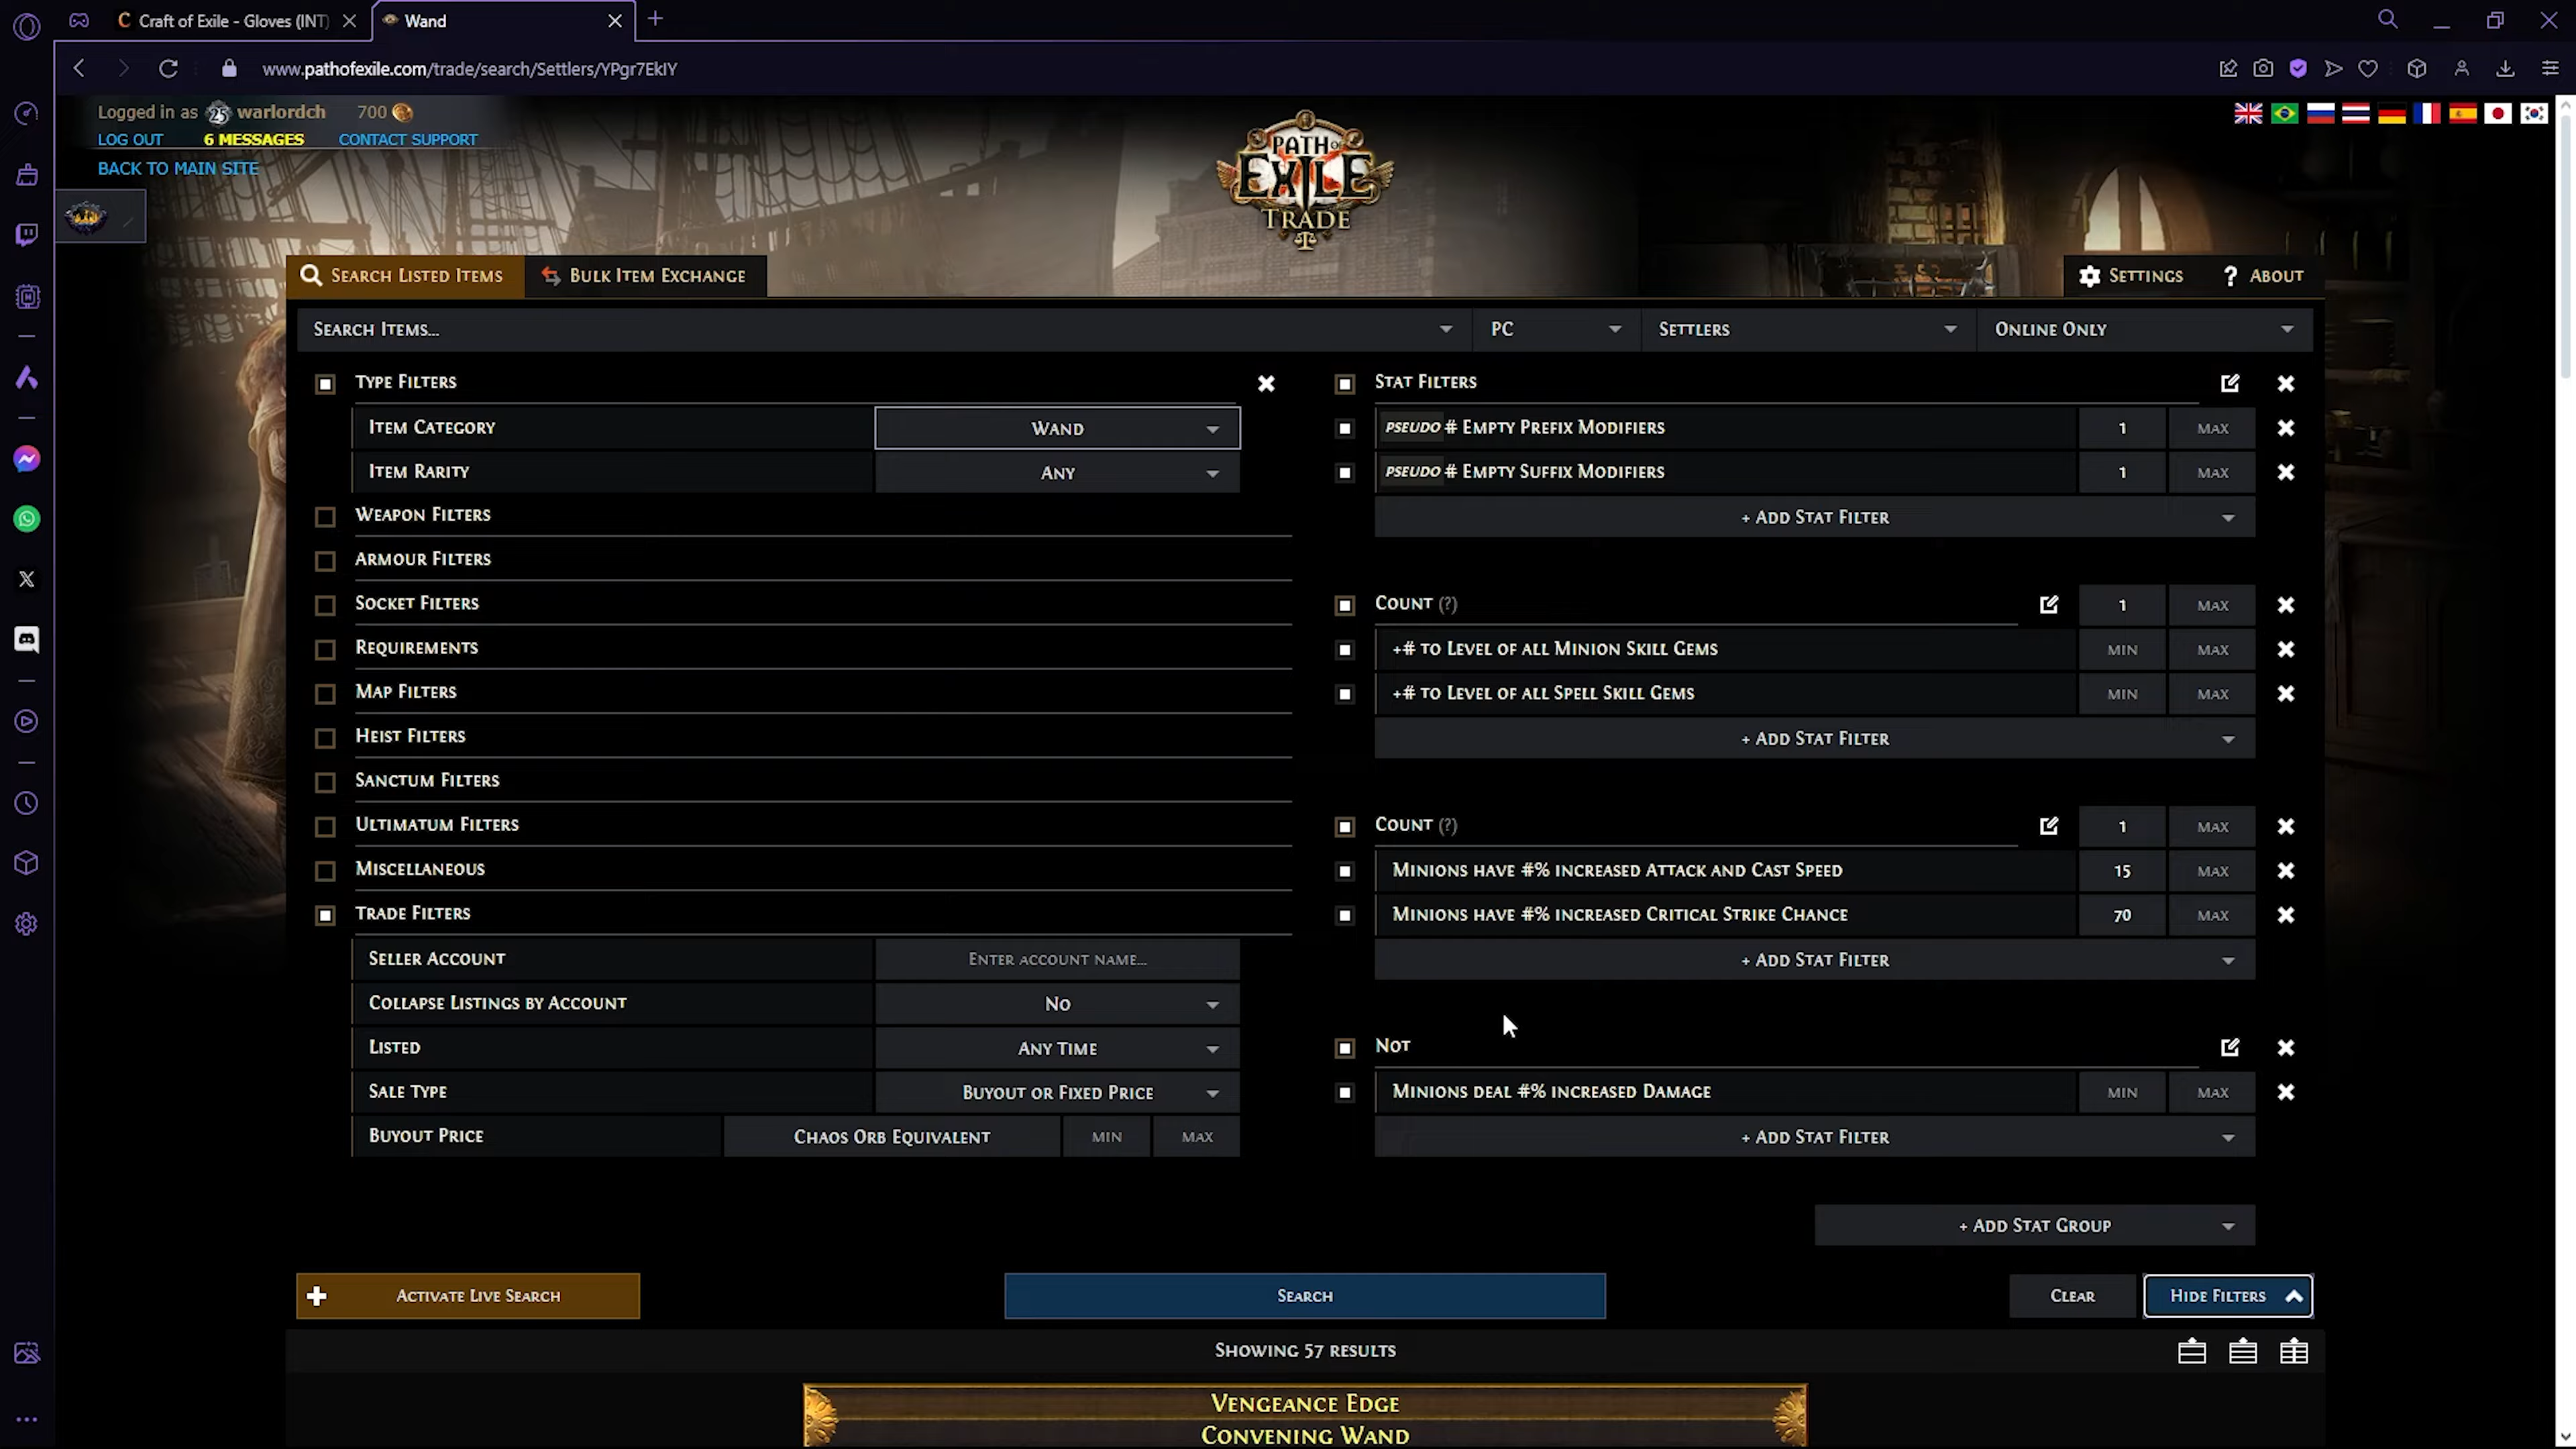 Craft of Exile - Gloves (INT)
Wand
www.pathofexile.com/trade/search/Settlers/YPgr7EkIY
Logged in as 25 warlordch 700
LOG OUT 6 MESSAGES CONTACT SUPPORT
BACK TO MAIN SITE
PATH OF EXILE TRADE
Search Listed Items
Bulk Item Exchange
Settings
? About
Search Items...
PC
Settlers
Online Only
Type Filters
Item Category Wand
Item Rarity Any
Weapon Filters
Armour Filters
Socket Filters
Requirements
Map Filters
Heist Filters
Sanctum Filters
Ultimatum Filters
Miscellaneous
Trade Filters
Seller Account Enter account name...
Collapse Listings by Account No
Listed Any Time
Sale Type Buyout or Fixed Price
Buyout Price Chaos Orb Equivalent min max
Stat Filters
pseudo # Empty Prefix Modifiers 1 max
pseudo # Empty Suffix Modifiers 1 max
+ Add Stat Filter
Count (?) 1 max
+# to Level of all Minion Skill Gems min max
+# to Level of all Spell Skill Gems min max
+ Add Stat Filter
Count (?) 1 max
Minions have #% increased Attack and Cast Speed 15 max
Minions have #% increased Critical Strike Chance 70 max
+ Add Stat Filter
Not
Minions deal #% increased Damage min max
+ Add Stat Filter
+ Add Stat Group
Activate Live Search
Search
Clear
Hide Filters
Showing 57 results
Vengeance Edge
Convening Wand